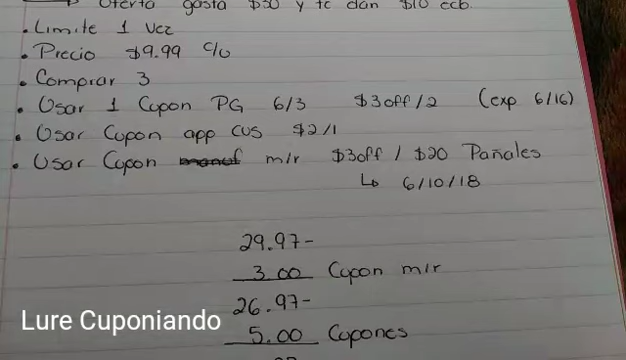 Oferta gasta $30 y te dan $10 ecb.
• Limite 1 vez
• Precio $9.99 c/u
• Comprar 3
• Usar 1 Cupon PG 6/3 $3off/2 (exp 6/16)
• Usar Cupon app CVS $2/1
• Usar Cupon manuf m/r $3off / $20 Pañales
↳ 6/10/18
29.97-
3.00 Cupon m/r
26.97-
5.00 Cupones
Lure Cuponiando